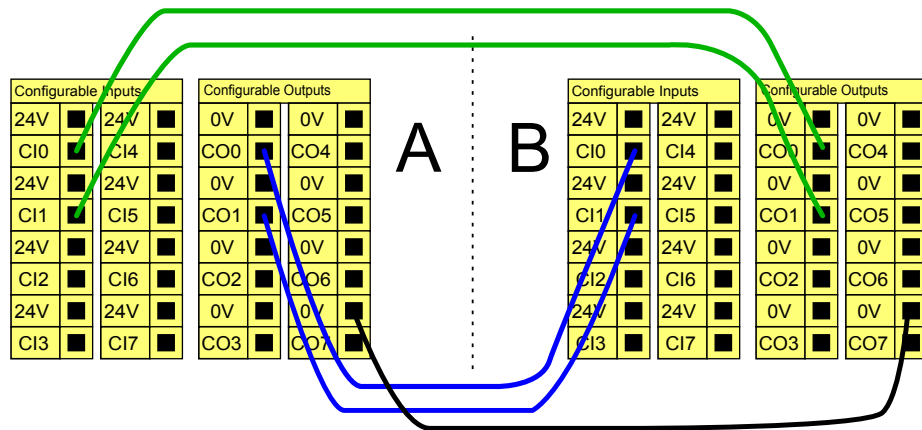 Configurable Inputs Configurable Outputs A B Configurable Inputs Configurable Outputs
24V 24V 0V 0V 24V 24V 0V 0V
CI0 CI4 CO0 CO4 CI0 CI4 CO0 CO4
24V 24V 0V 0V 24V 24V 0V 0V
CI1 CI5 CO1 CO5 CI1 CI5 CO1 CO5
24V 24V 0V 0V 24V 24V 0V 0V
CI2 CI6 CO2 CO6 CI2 CI6 CO2 CO6
24V 24V 0V 0V 24V 24V 0V 0V
CI3 CI7 CO3 CO7 CI3 CI7 CO3 CO7